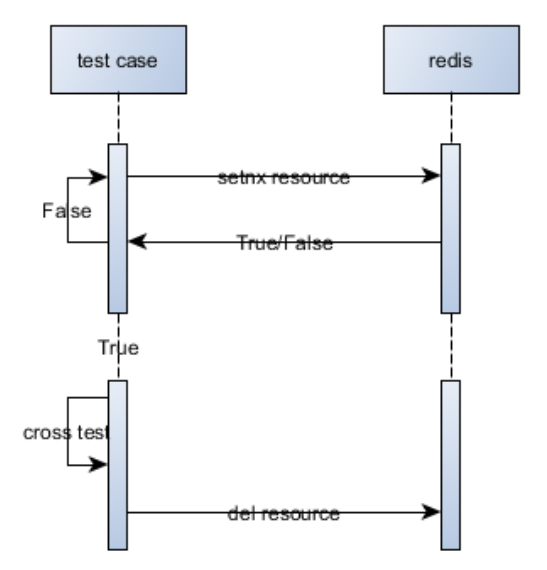 test case
redis
setnx resource
False
True/False
True
cross test
del resource